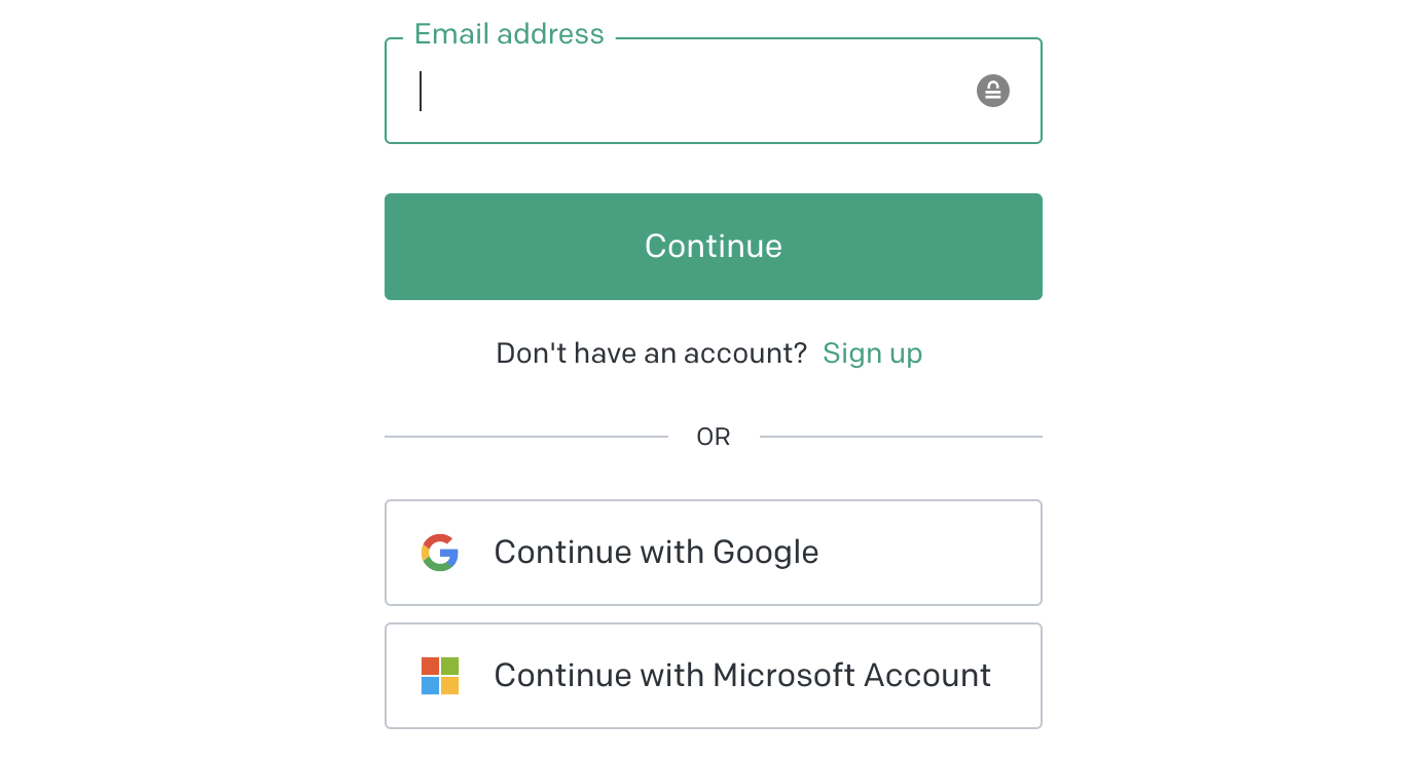 Email address
Continue
Don't have an account? Sign up
OR
Continue with Google
Continue with Microsoft Account